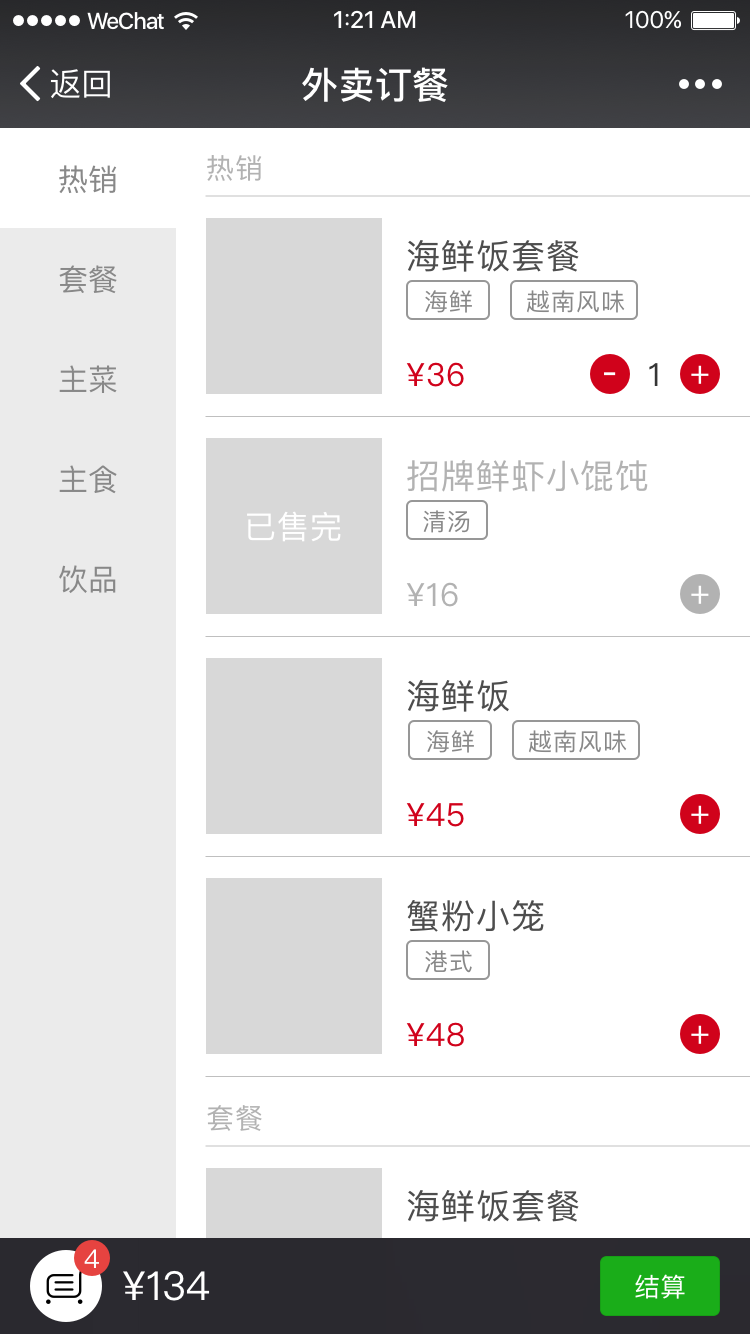 WeChat 1:21 AM 100%
返回 外卖订餐
热销
套餐
主菜
主食
饮品
热销
海鲜饭套餐
海鲜 越南风味
¥36 - 1 +
已售完
招牌鲜虾小馄饨
清汤
¥16 +
海鲜饭
海鲜 越南风味
¥45 +
蟹粉小笼
港式
¥48 +
套餐
海鲜饭套餐
4 ¥134 结算